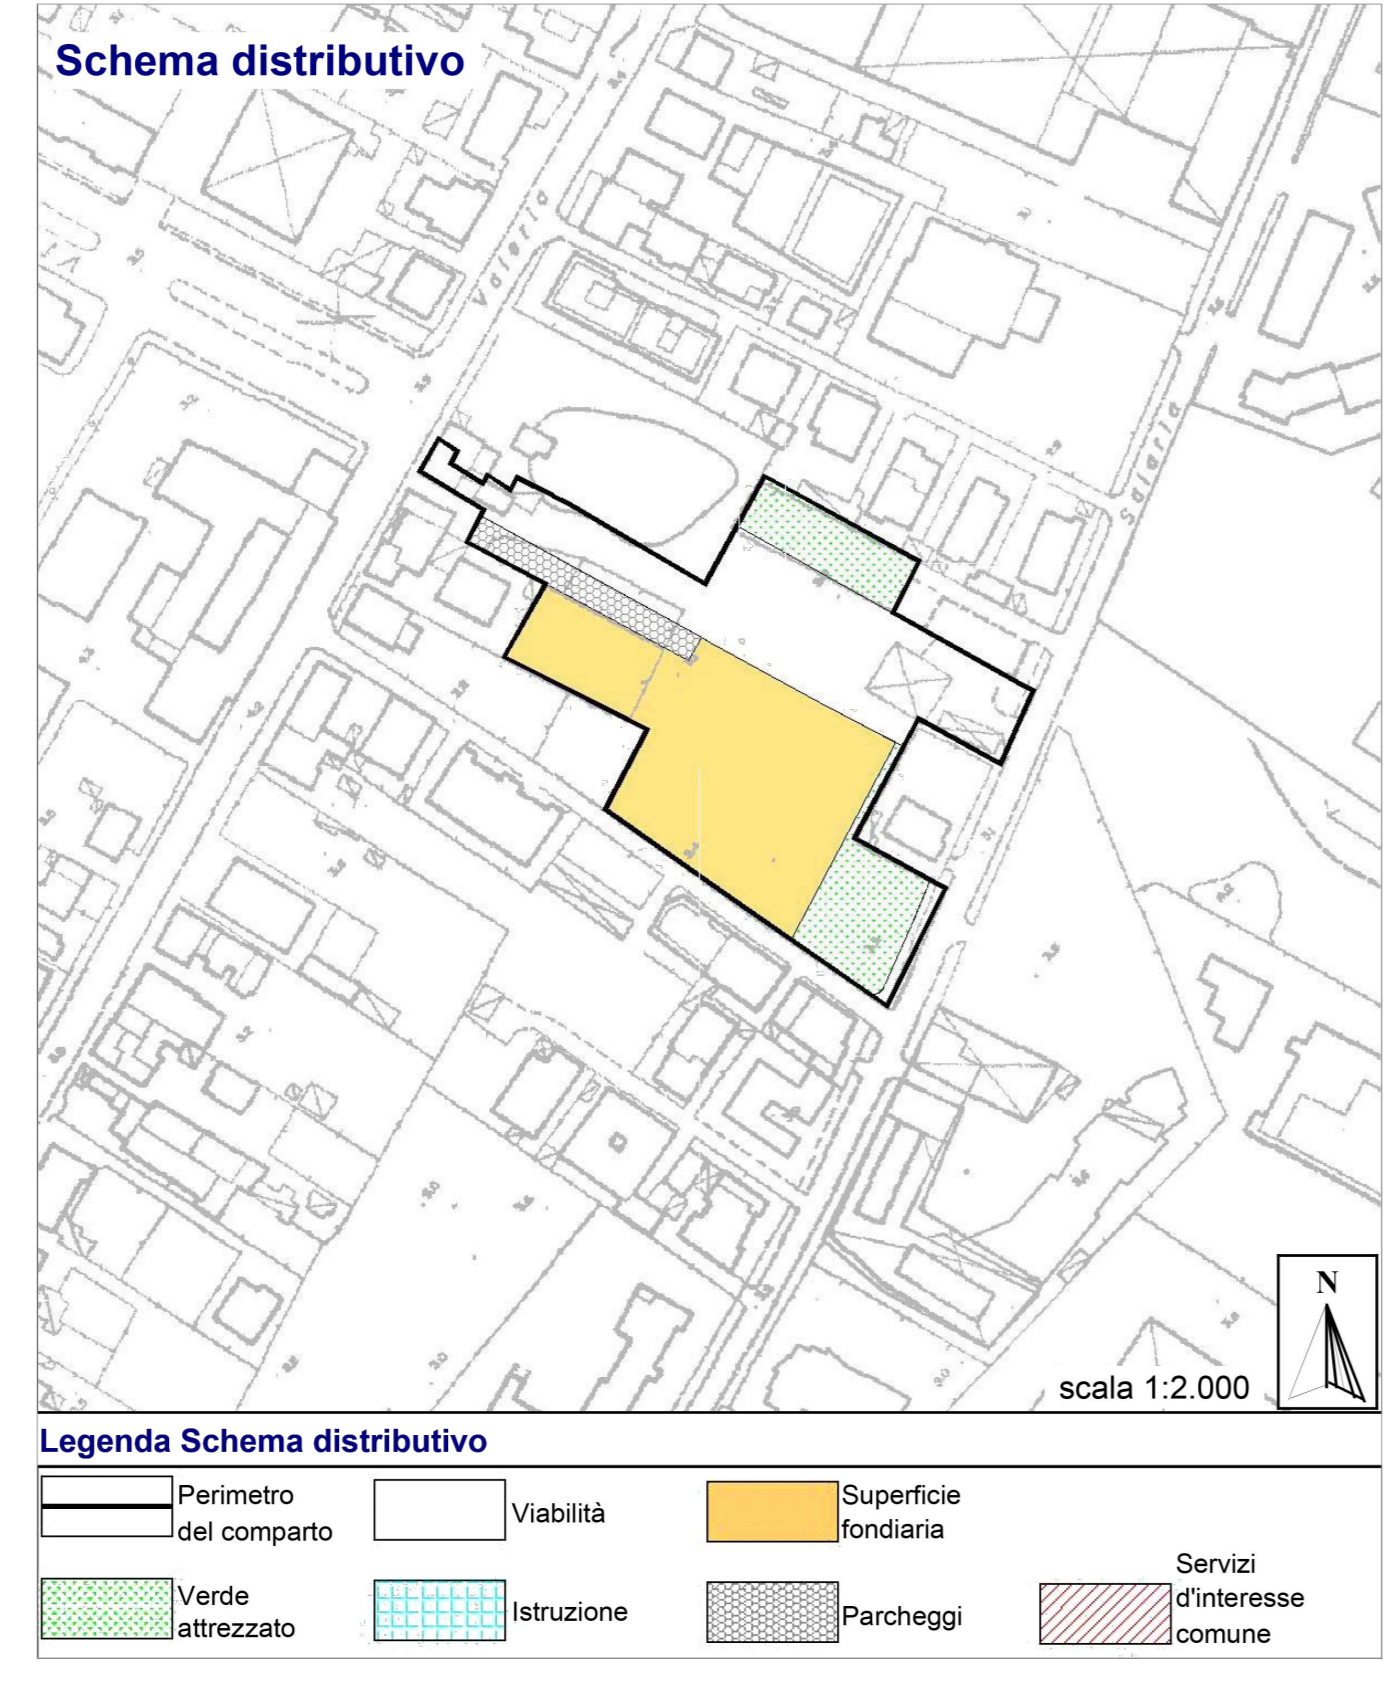 Schema distributivo
Valeria
Salaria
N
scala 1:2.000
Legenda Schema distributivo
Perimetro
del comparto
Viabilità
Superficie
fondiaria
Verde
attrezzato
Istruzione
Parcheggi
Servizi
d'interesse
comune